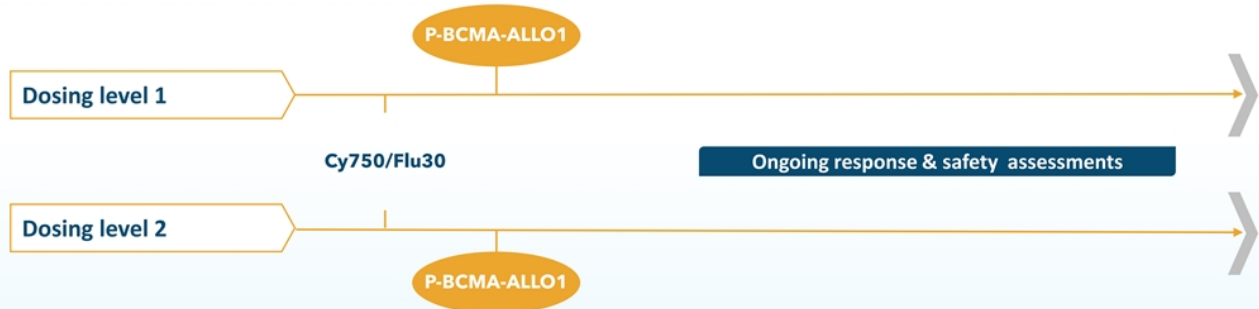 P-BCMA-ALLO1
Dosing level 1
Cy750/Flu30
Ongoing response & safety assessments
Dosing level 2
P-BCMA-ALLO1